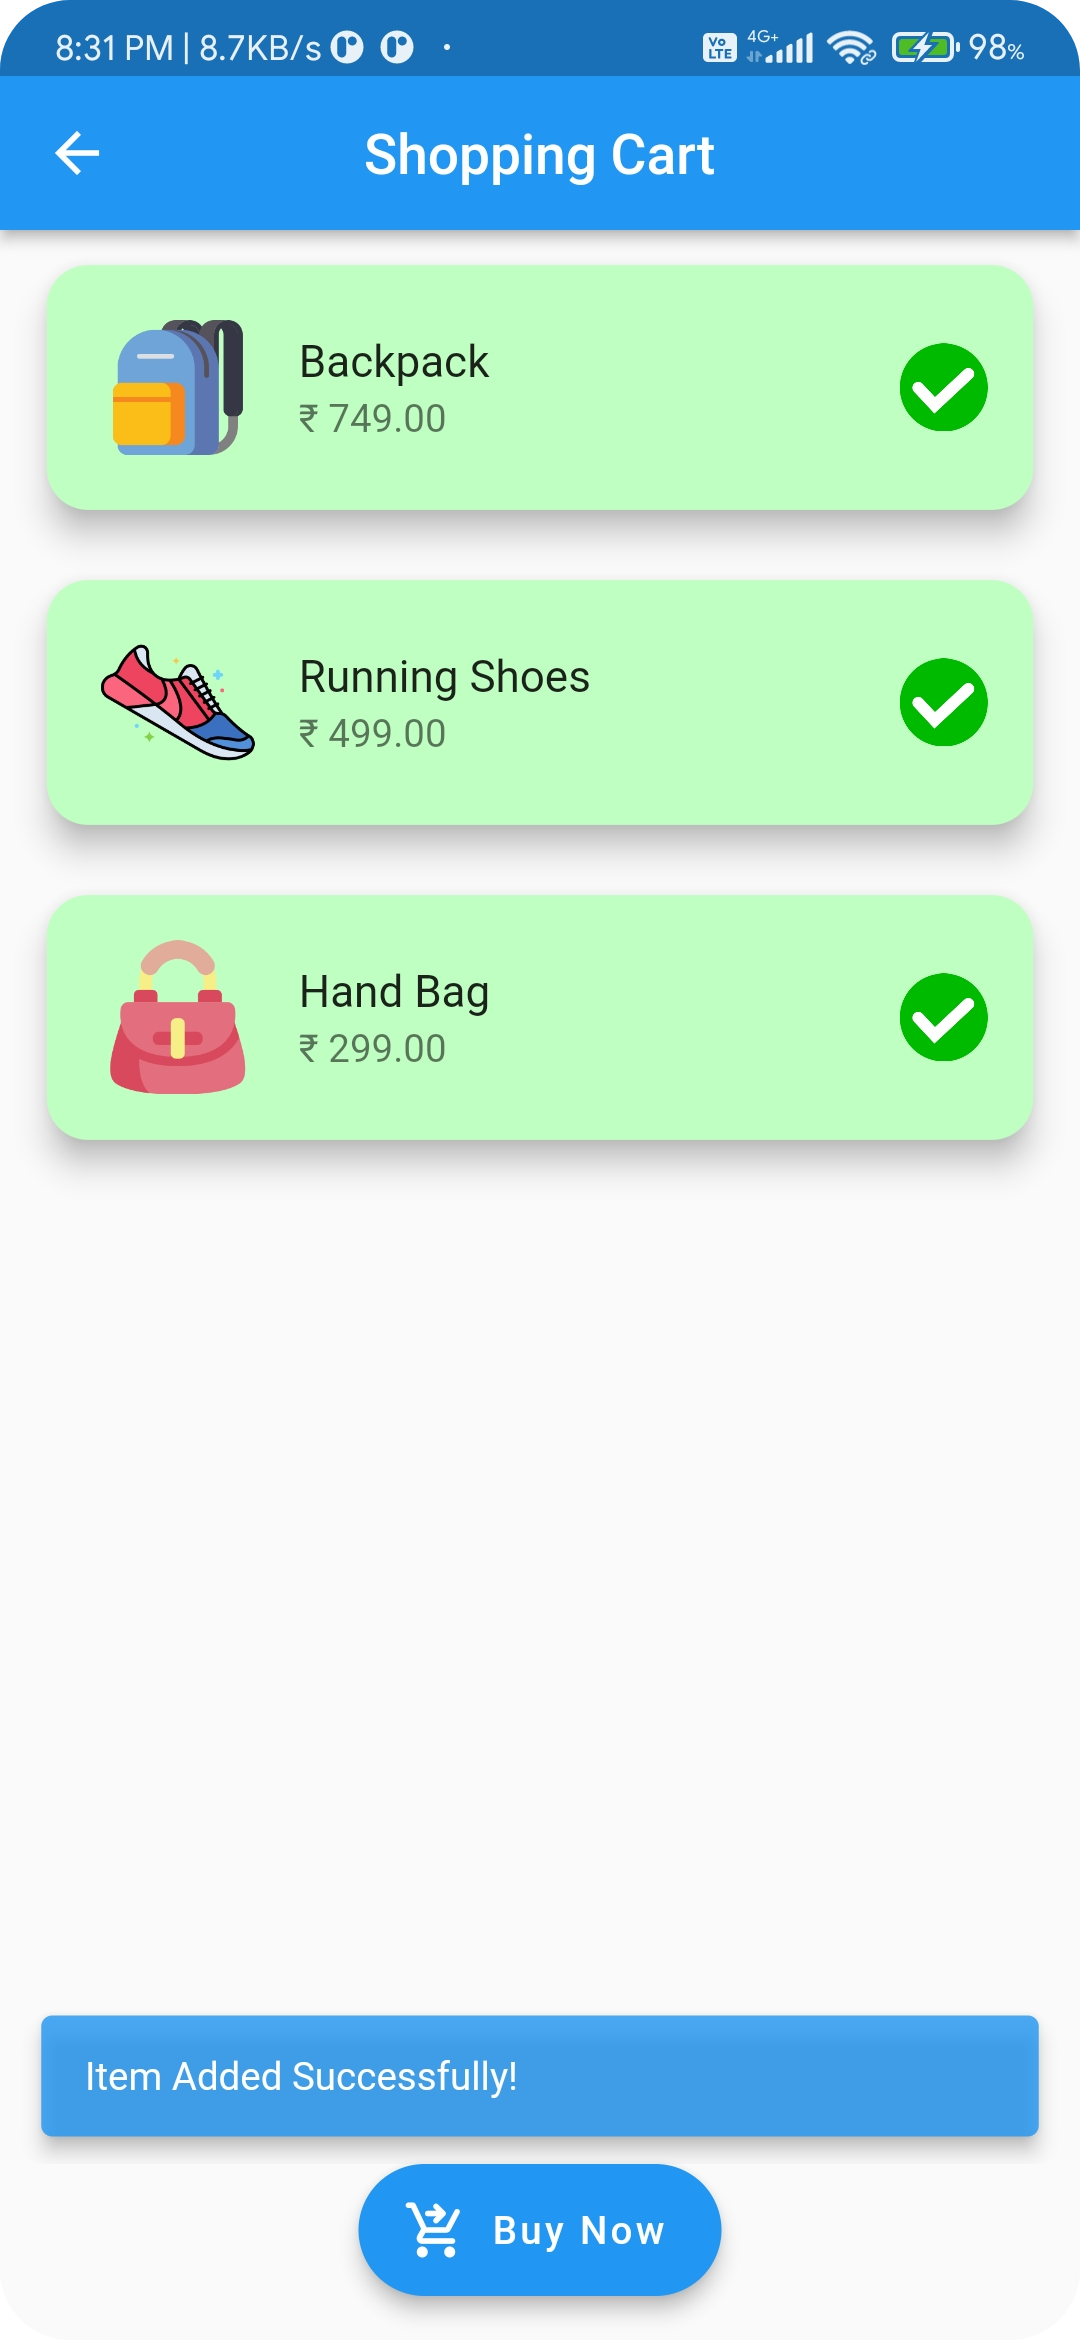 8:31 PM | 8.7KB/s Vo LTE 4G+ 98%
Shopping Cart
Backpack
₹ 749.00
Running Shoes
₹ 499.00
Hand Bag
₹ 299.00
Item Added Successfully!
Buy Now